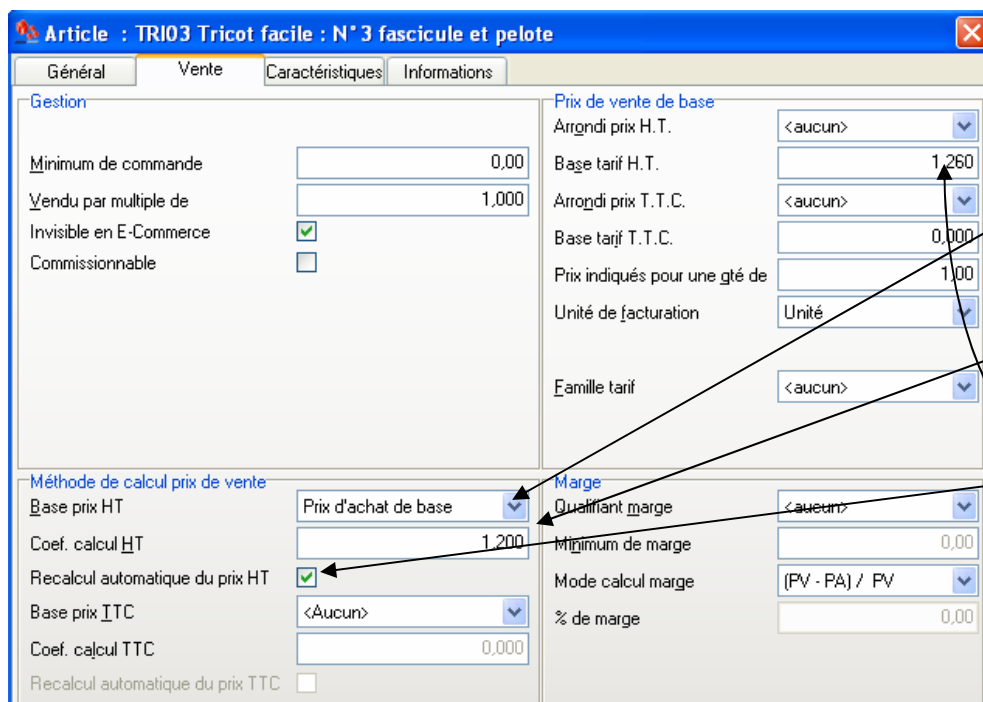 Article : TRI03 Tricot facile : N°3 fascicule et pelote
Général Vente Caractéristiques Informations
Gestion
Minimum de commande 0,00
Vendu par multiple de 1,000
Invisible en E-Commerce
Commissionnable
Prix de vente de base
Arrondi prix H.T. <aucun>
Base tarif H.T. 1,260
Arrondi prix T.T.C. <aucun>
Base tarif T.T.C. 0,000
Prix indiqués pour une qté de 1,00
Unité de facturation Unité
Famille tarif <aucun>
Méthode de calcul prix de vente
Base prix HT Prix d'achat de base
Coef. calcul HT 1,200
Recalcul automatique du prix HT
Base prix TTC <Aucun>
Coef. calcul TTC 0,000
Recalcul automatique du prix TTC
Marge
Qualifiant marge <aucun>
Minimum de marge 0,00
Mode calcul marge (PV - PA) / PV
% de marge 0,00